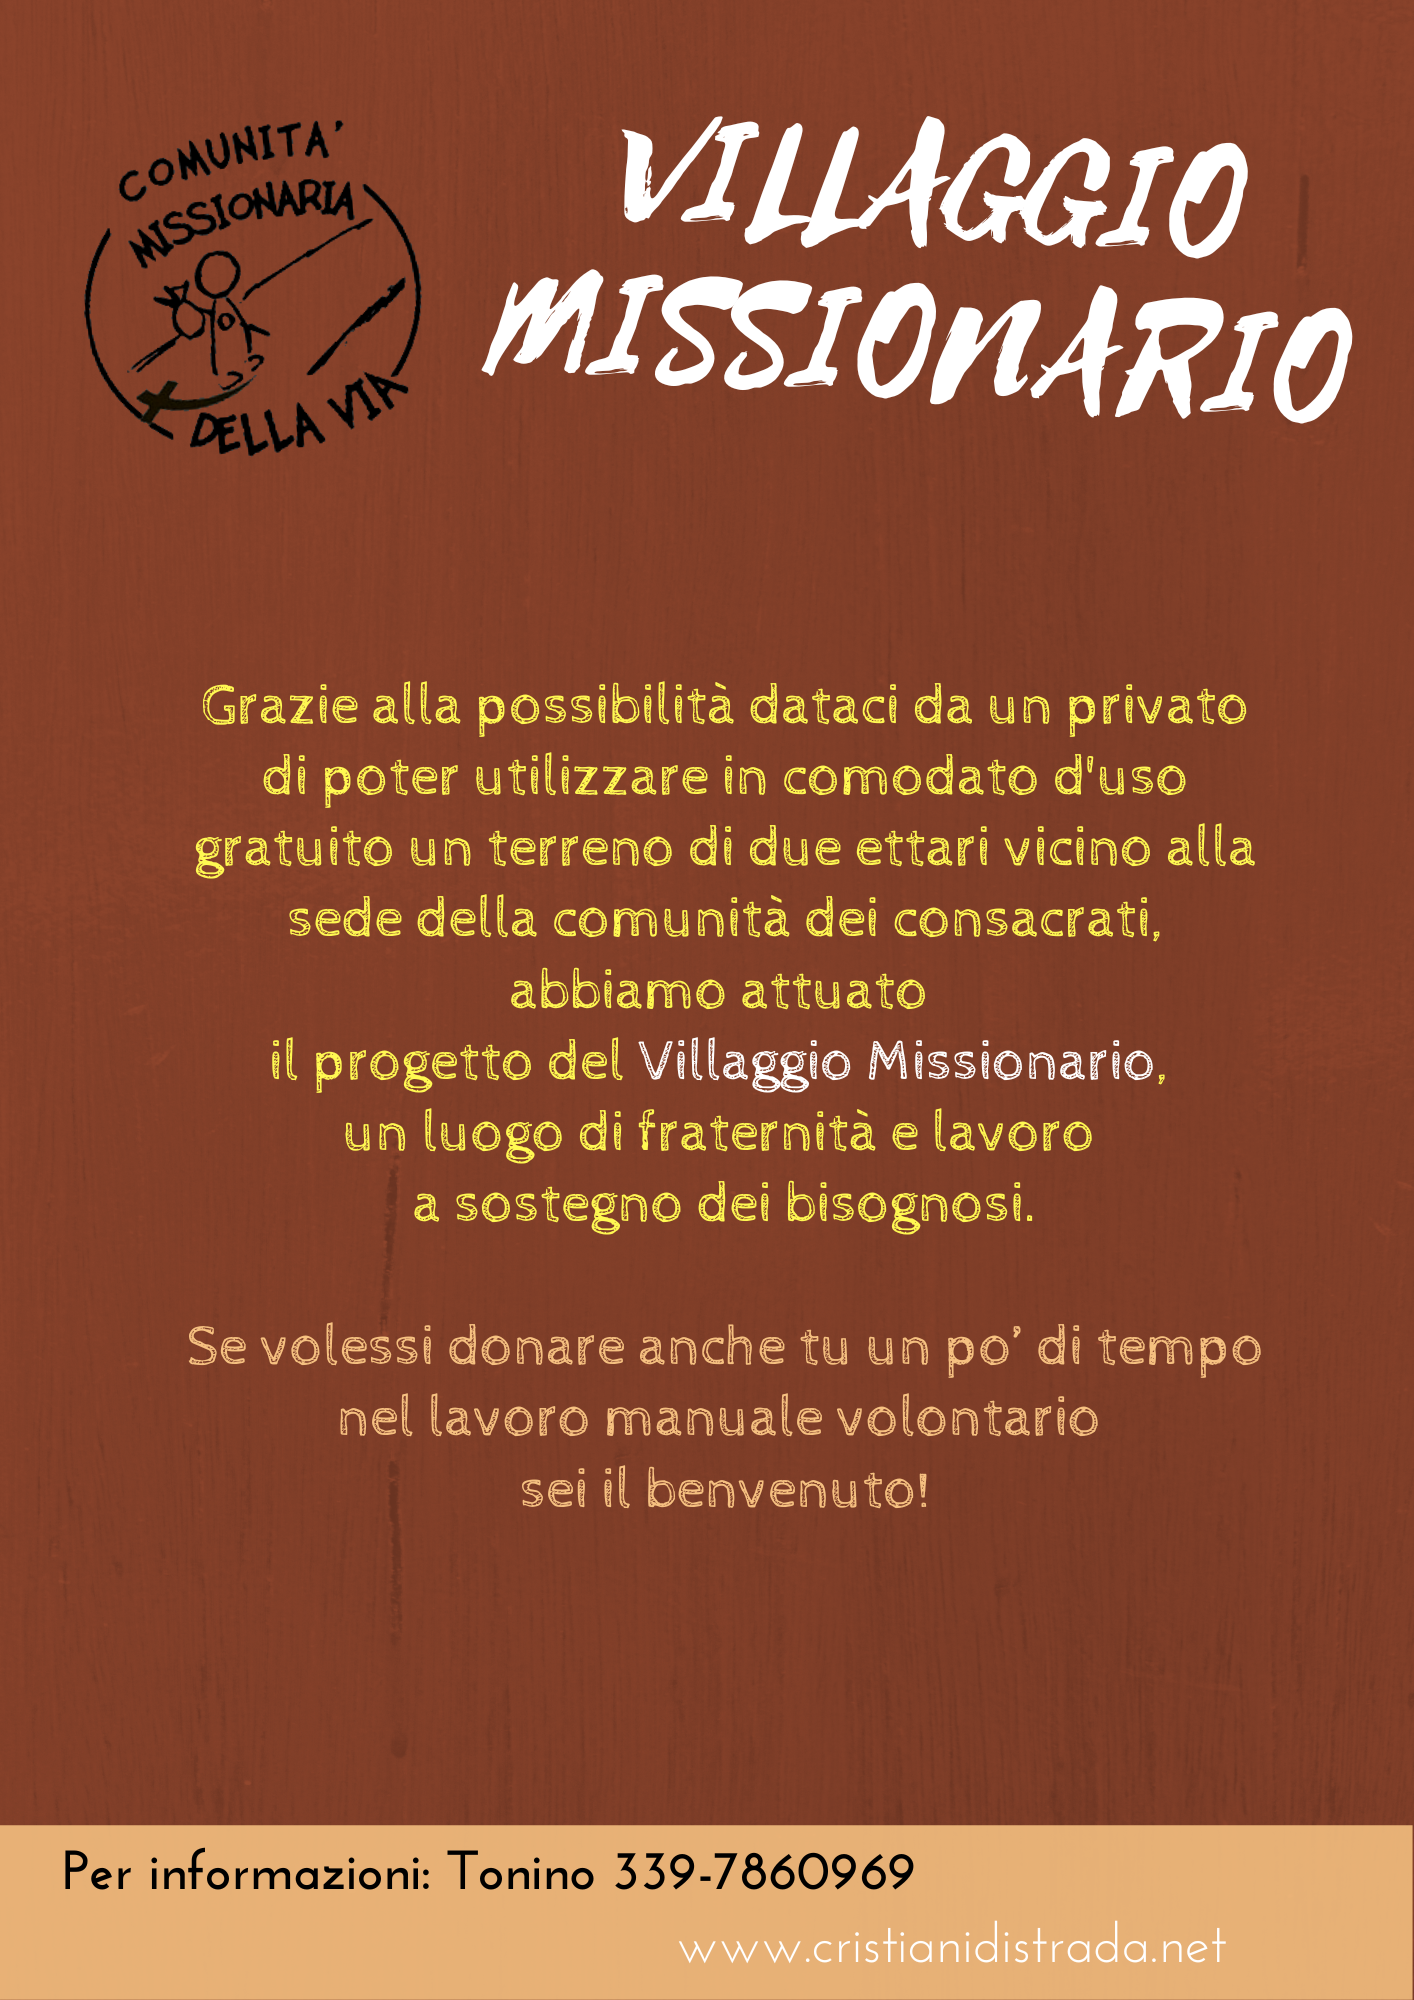 COMUNITA'
MISSIONARIA
DELLA VIA
VILLAGGIO
MISSIONARIO
Grazie alla possibilità dataci da un privato
di poter utilizzare in comodato d'uso
gratuito un terreno di due ettari vicino alla
sede della comunità dei consacrati,
abbiamo attuato
il progetto del Villaggio Missionario,
un luogo di fraternità e lavoro
a sostegno dei bisognosi.
Se volessi donare anche tu un po’ di tempo
nel lavoro manuale volontario
sei il benvenuto!
Per informazioni: Tonino 339-7860969
www.cristianidistrada.net